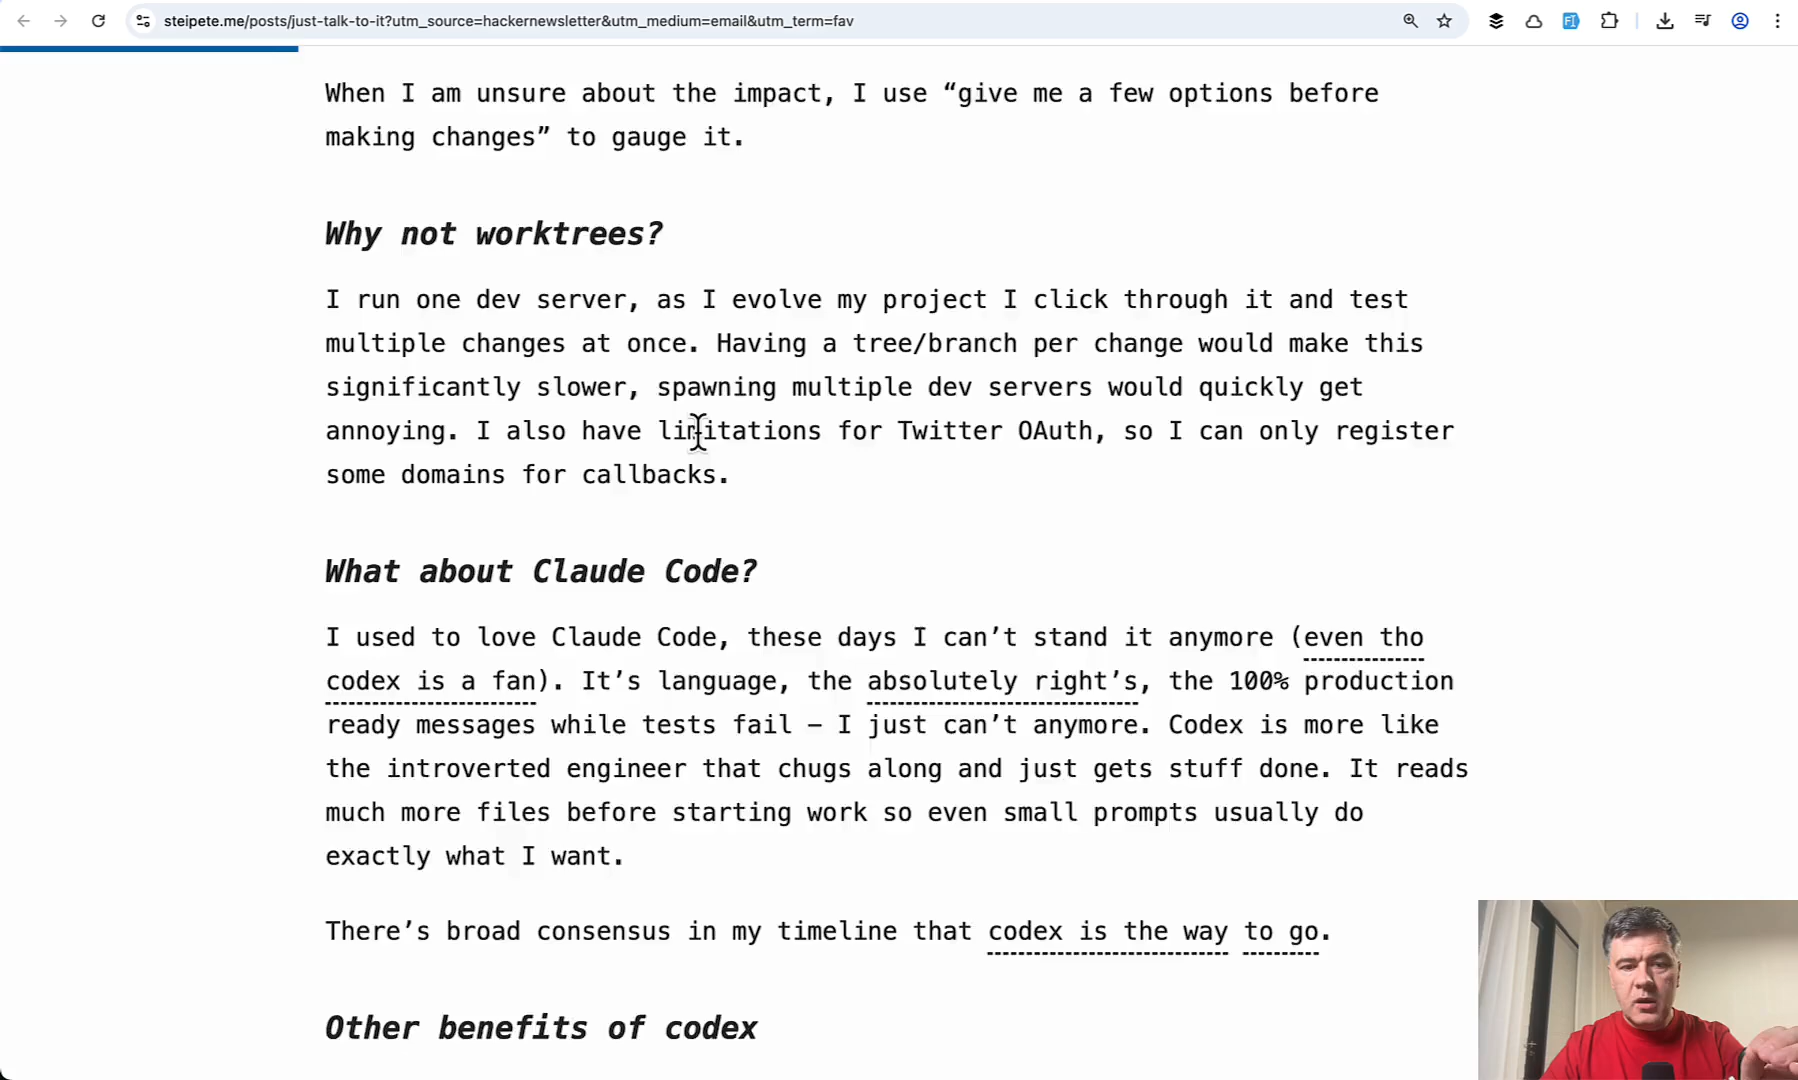 steipete.me/posts/just-talk-to-it?utm_source=hackernewsletter&utm_medium=email&utm_term=fav
When I am unsure about the impact, I use “give me a few options before
making changes” to gauge it.
Why not worktrees?
I run one dev server, as I evolve my project I click through it and test
multiple changes at once. Having a tree/branch per change would make this
significantly slower, spawning multiple dev servers would quickly get
annoying. I also have limitations for Twitter OAuth, so I can only register
some domains for callbacks.
What about Claude Code?
I used to love Claude Code, these days I can’t stand it anymore (even tho
codex is a fan). It’s language, the absolutely right’s, the 100% production
ready messages while tests fail – I just can’t anymore. Codex is more like
the introverted engineer that chugs along and just gets stuff done. It reads
much more files before starting work so even small prompts usually do
exactly what I want.
There’s broad consensus in my timeline that codex is the way to go.
Other benefits of codex